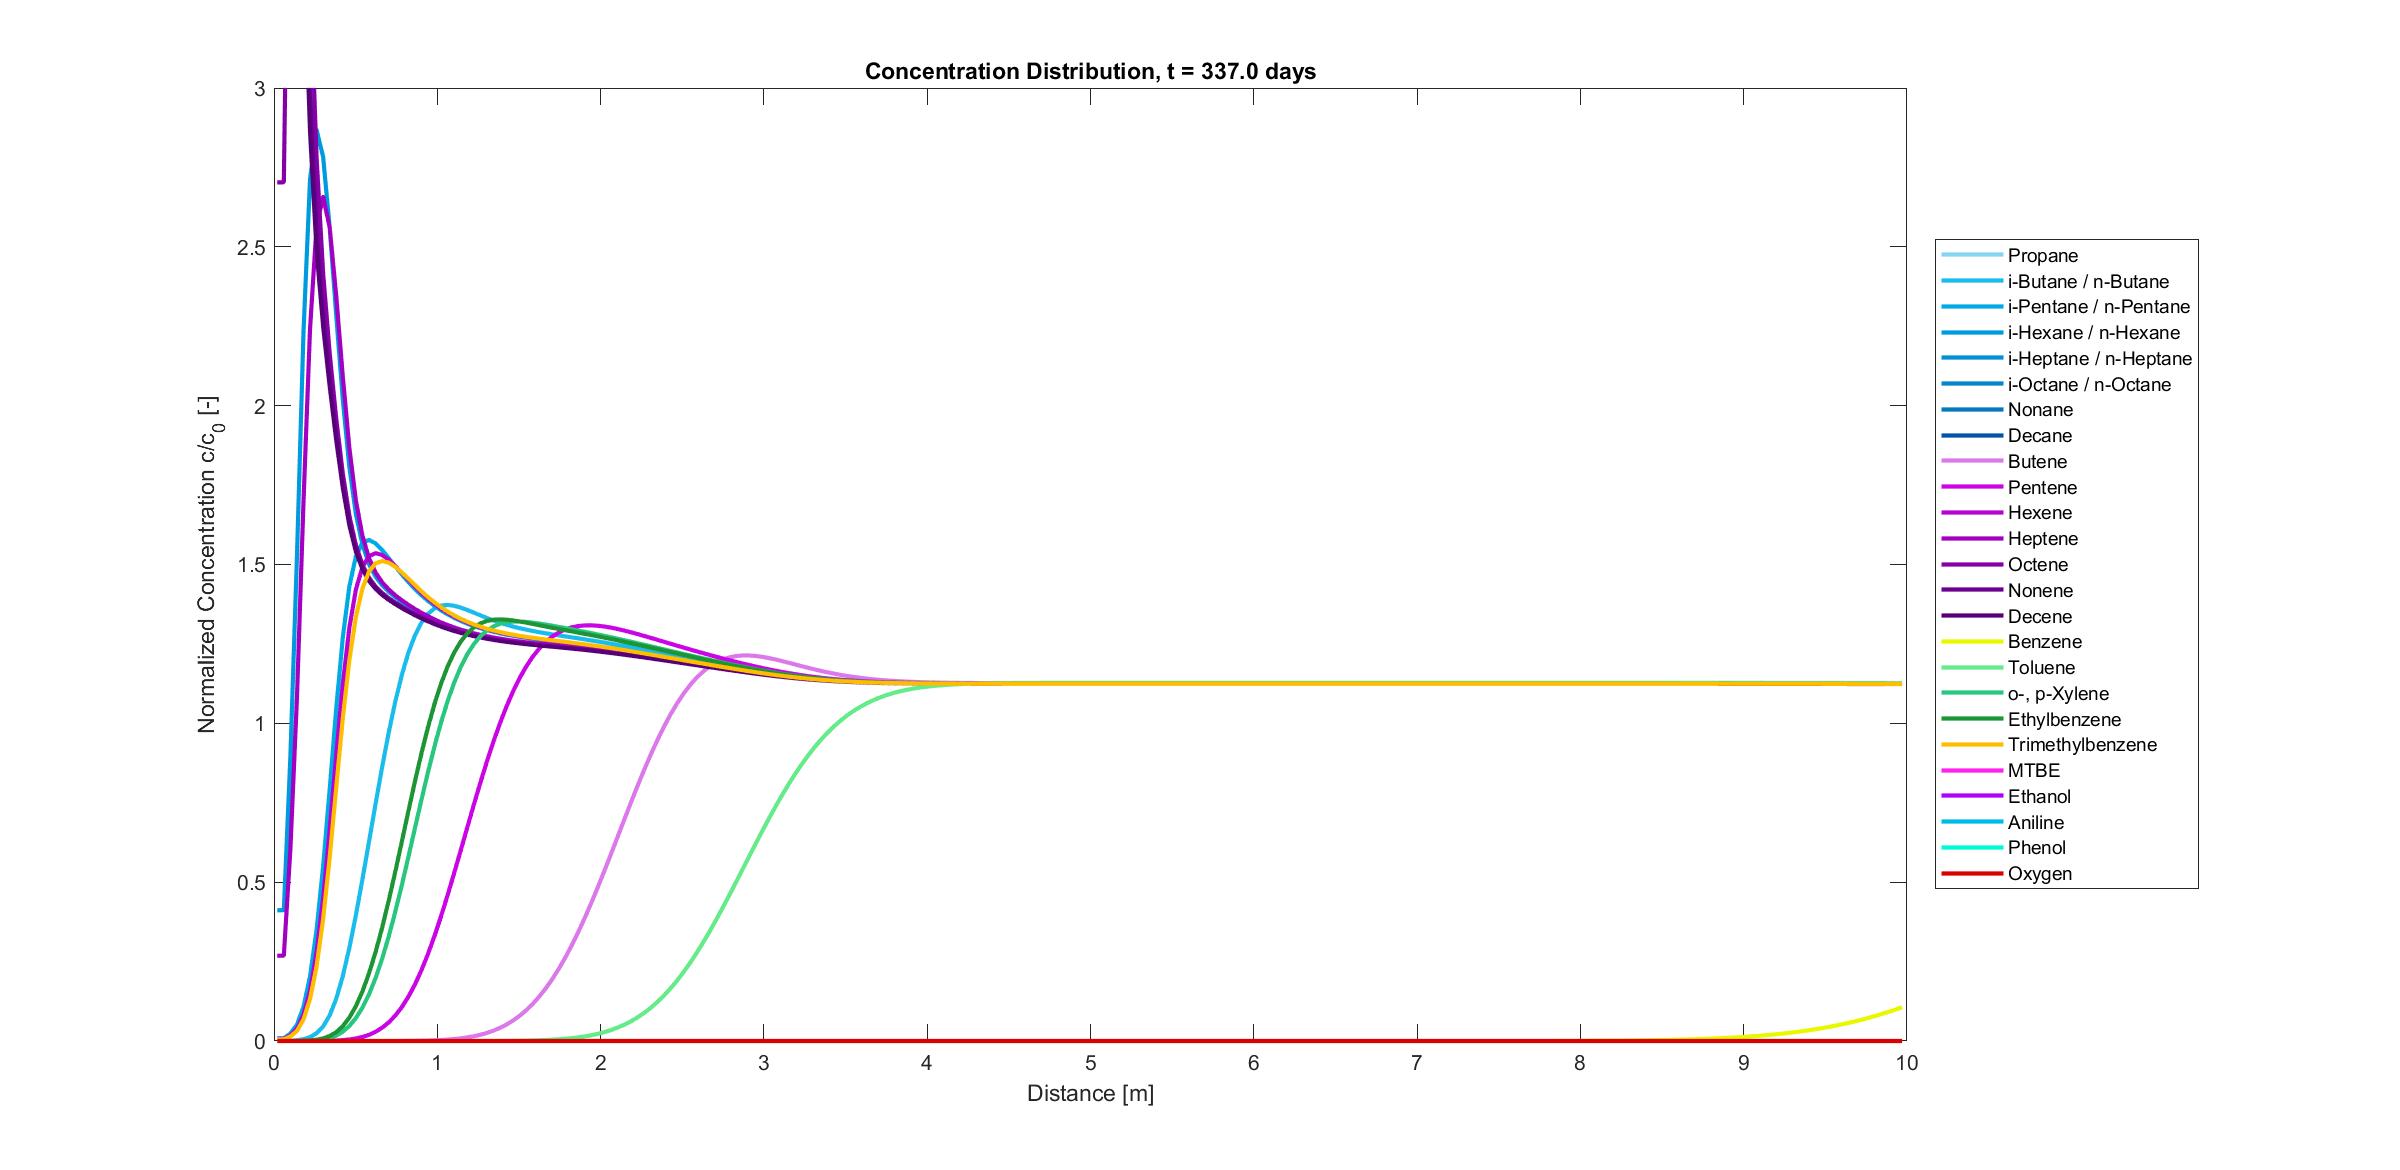 Concentration Distribution, t = 337.0 days
Normalized Concentration c/c0 [-]
3
2.5
2
1.5
1
0.5
0
0 1 2 3 4 5 6 7 8 9 10
Distance [m]
Propane
i-Butane / n-Butane
i-Pentane / n-Pentane
i-Hexane / n-Hexane
i-Heptane / n-Heptane
i-Octane / n-Octane
Nonane
Decane
Butene
Pentene
Hexene
Heptene
Octene
Nonene
Decene
Benzene
Toluene
o-, p-Xylene
Ethylbenzene
Trimethylbenzene
MTBE
Ethanol
Aniline
Phenol
Oxygen